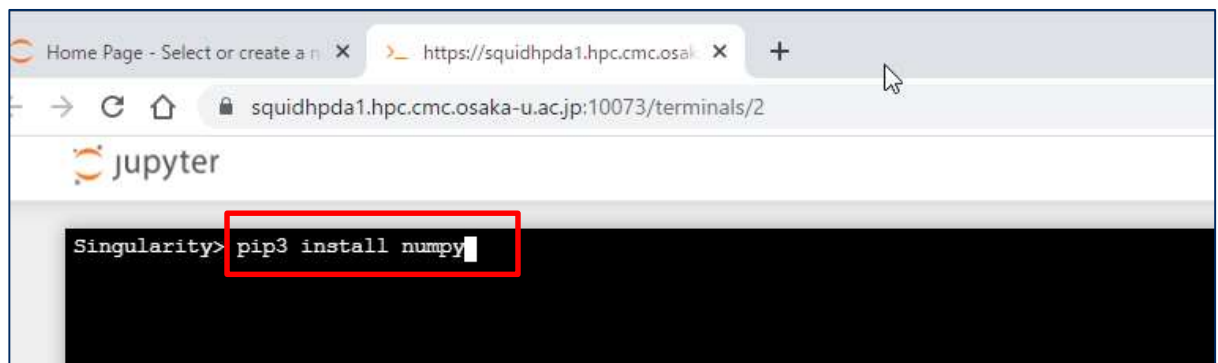 Home Page - Select or create a n
>_ https://squidhpda1.hpc.cmc.osak
squidhpda1.hpc.cmc.osaka-u.ac.jp:10073/terminals/2
jupyter
Singularity> pip3 install numpy